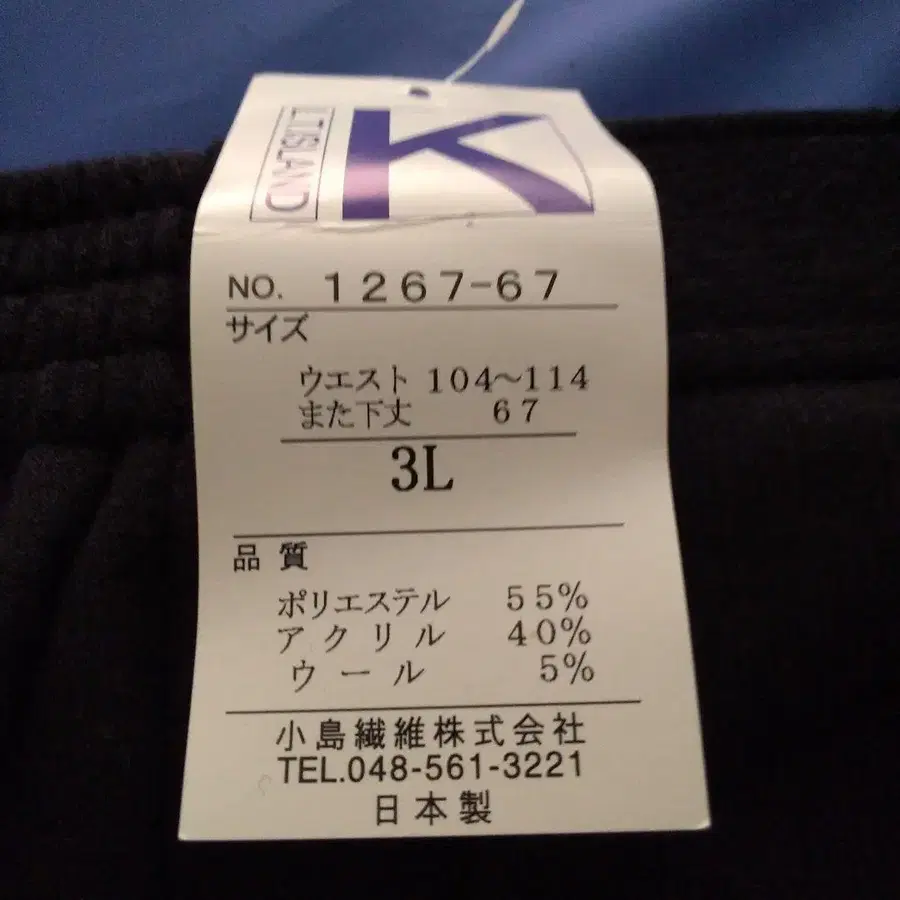 K
LTISLAND
NO. 1267-67
サイズ
ウエスト 104~114
また下丈 67
3L
品質
ポリエステル 55%
アクリル 40%
ウール 5%
小島繊維株式会社
TEL.048-561-3221
日本製